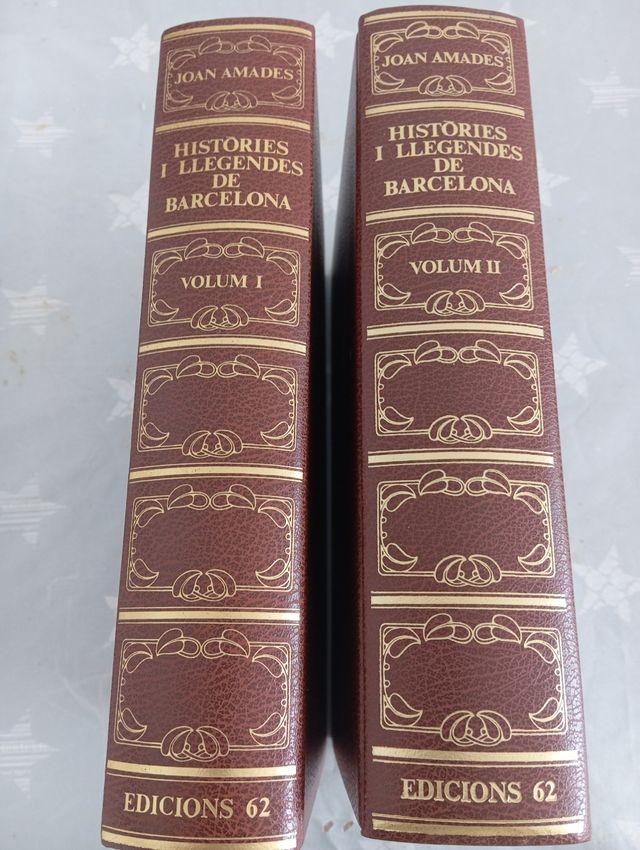 JOAN AMADES
HISTÒRIES
I LLEGENDES
DE
BARCELONA
VOLUM I
EDICIONS 62
JOAN AMADES
HISTÒRIES
I LLEGENDES
DE
BARCELONA
VOLUM II
EDICIONS 62